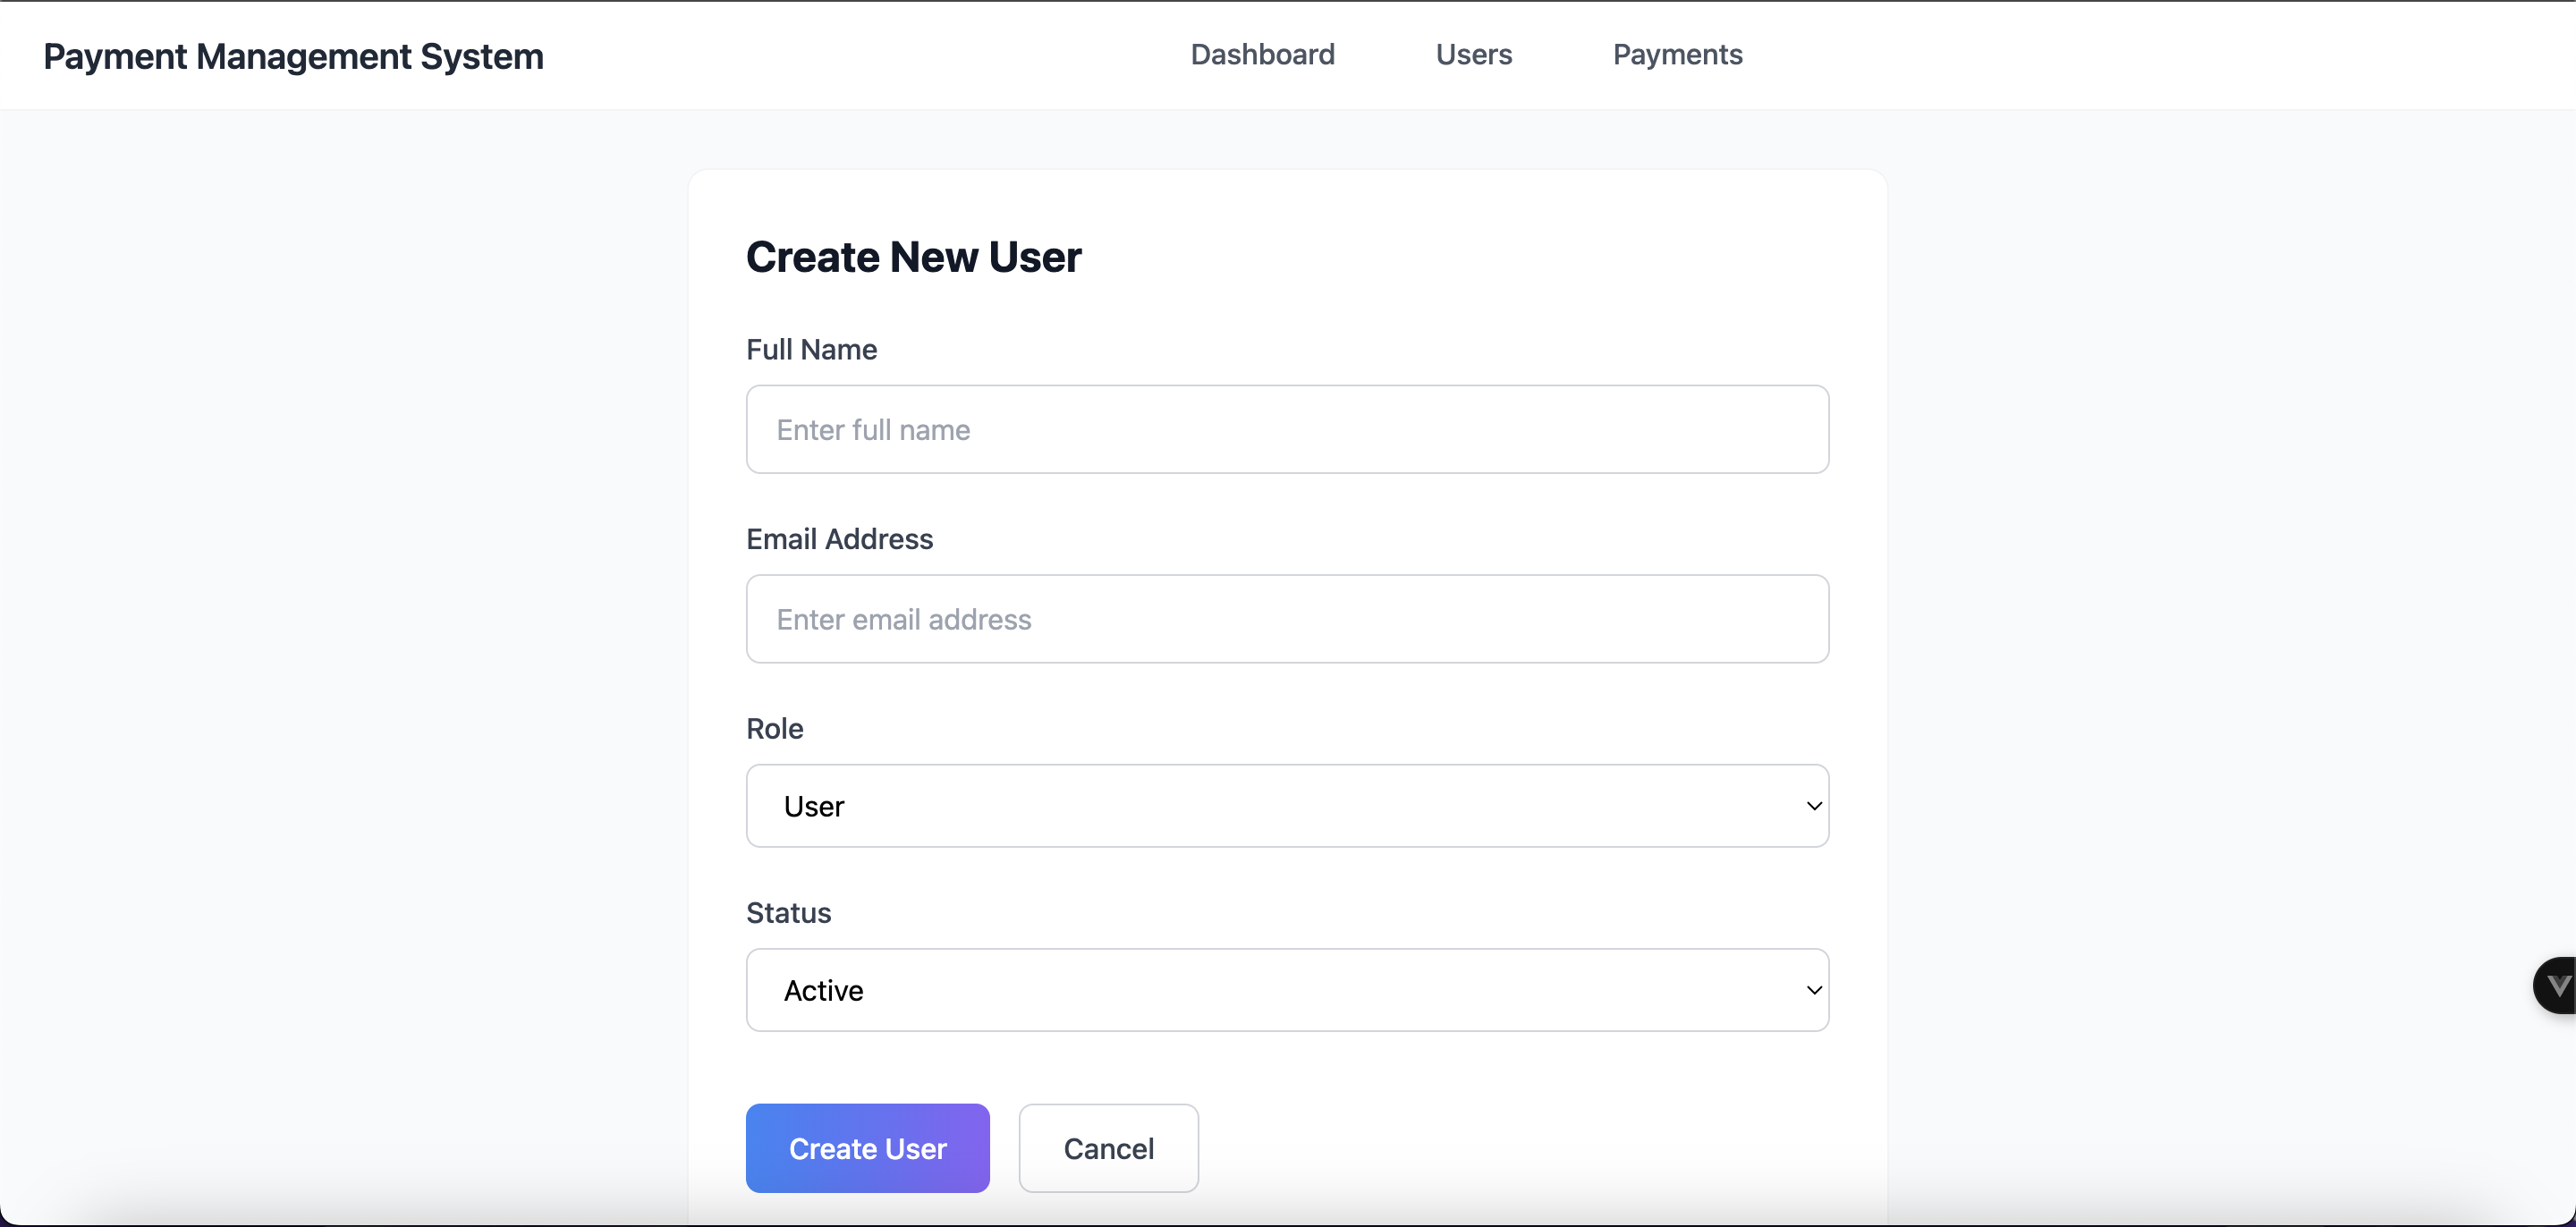 Payment Management System
Dashboard
Users
Payments
Create New User
Full Name
Enter full name
Email Address
Enter email address
Role
User
Status
Active
Create User
Cancel